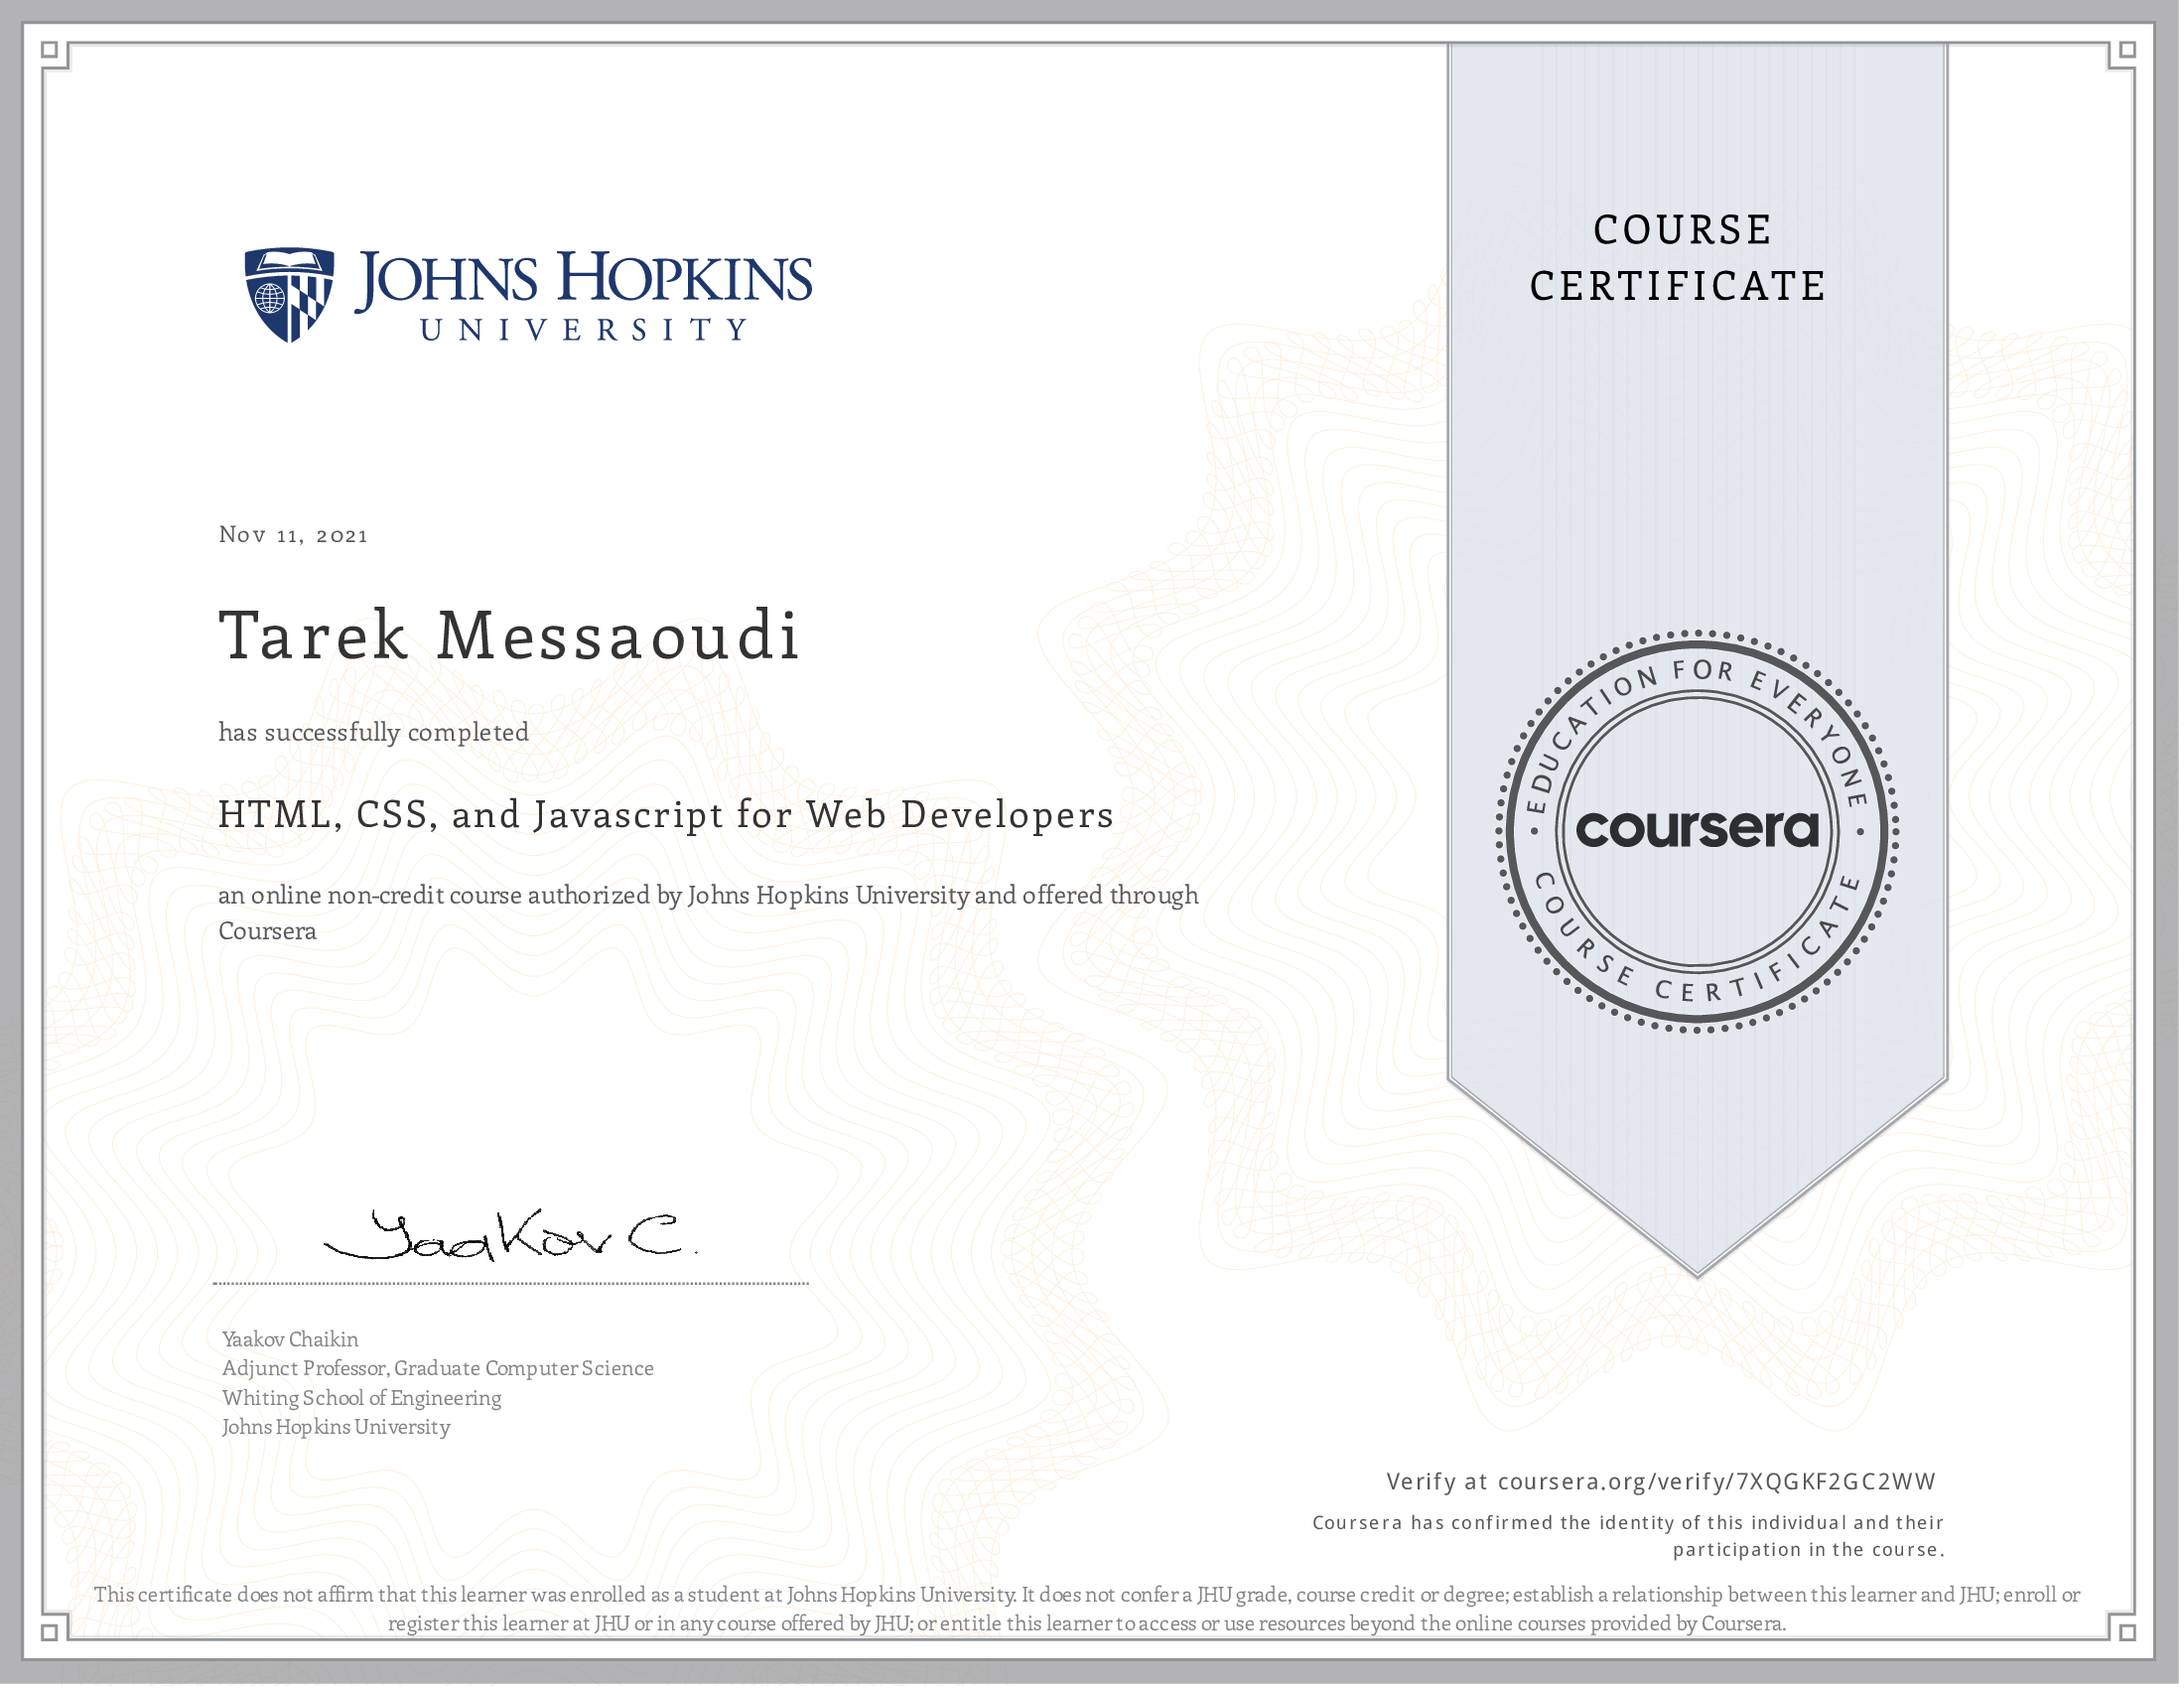 JOHNS HOPKINS
UNIVERSITY
COURSE
CERTIFICATE
Nov 11, 2021
Tarek Messaoudi
has successfully completed
HTML, CSS, and Javascript for Web Developers
an online non-credit course authorized by Johns Hopkins University and offered through
Coursera
EDUCATION FOR EVERYONE
coursera
COURSE CERTIFICATE
Yaakov C.
Yaakov Chaikin
Adjunct Professor, Graduate Computer Science
Whiting School of Engineering
Johns Hopkins University
Verify at coursera.org/verify/7XQGKF2GC2WW
Coursera has confirmed the identity of this individual and their
participation in the course.
This certificate does not affirm that this learner was enrolled as a student at Johns Hopkins University. It does not confer a JHU grade, course credit or degree; establish a relationship between this learner and JHU; enroll or
register this learner at JHU or in any course offered by JHU; or entitle this learner to access or use resources beyond the online courses provided by Coursera.